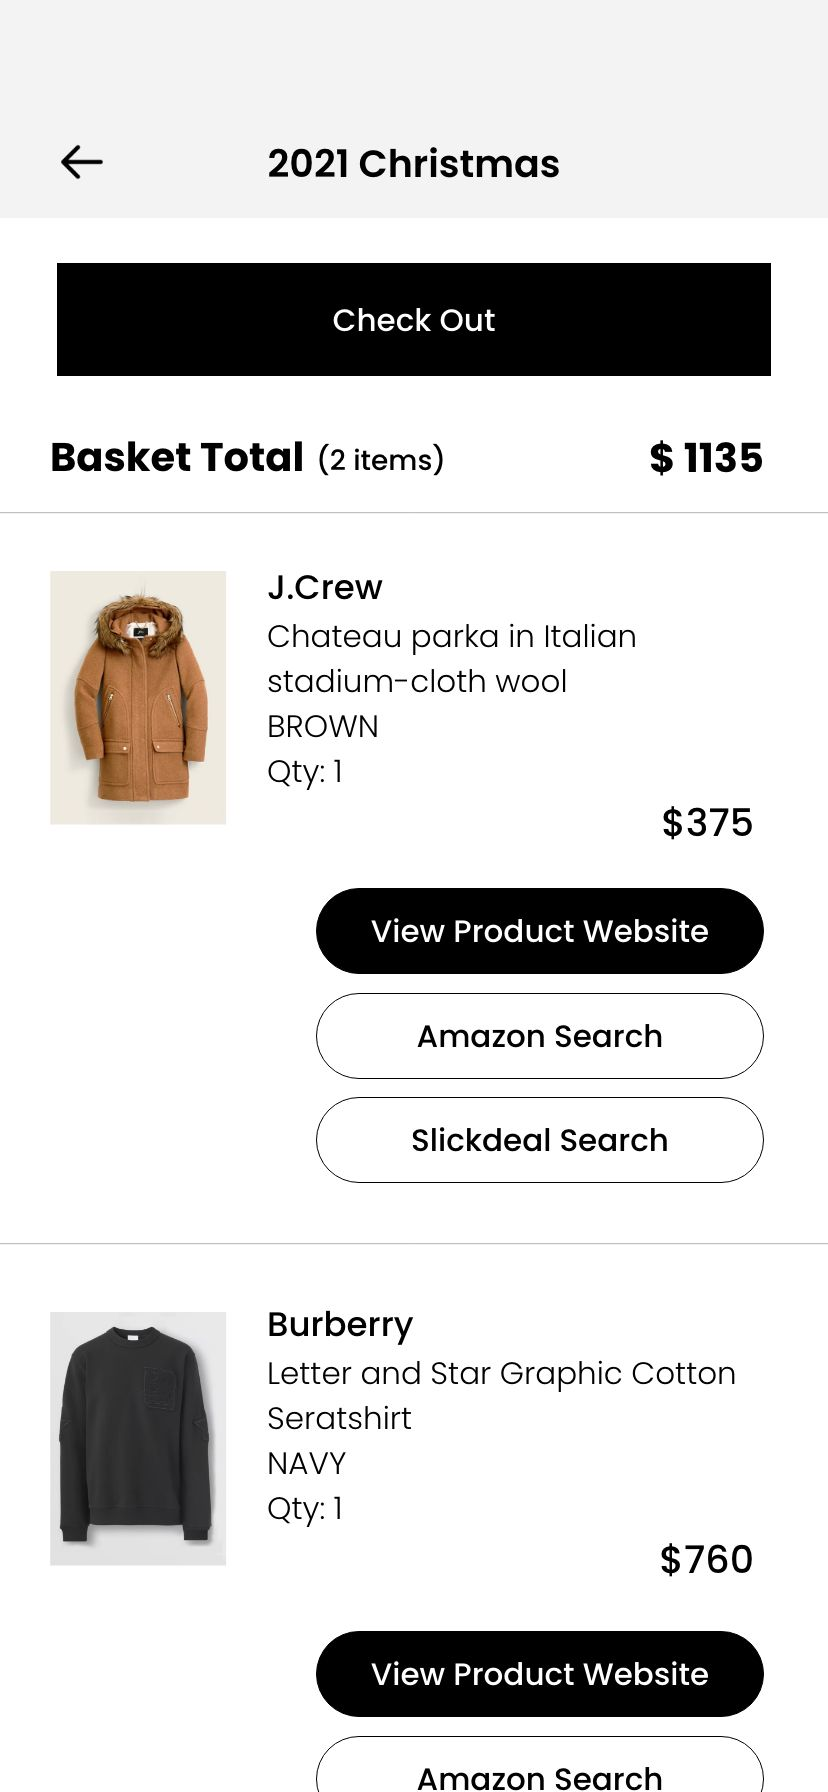 2021 Christmas
Check Out
Basket Total (2 items) $ 1135
J.Crew
Chateau parka in Italian
stadium-cloth wool
BROWN
Qty: 1
$375
View Product Website
Amazon Search
Slickdeal Search
Burberry
Letter and Star Graphic Cotton
Seratshirt
NAVY
Qty: 1
$760
View Product Website
Amazon Search